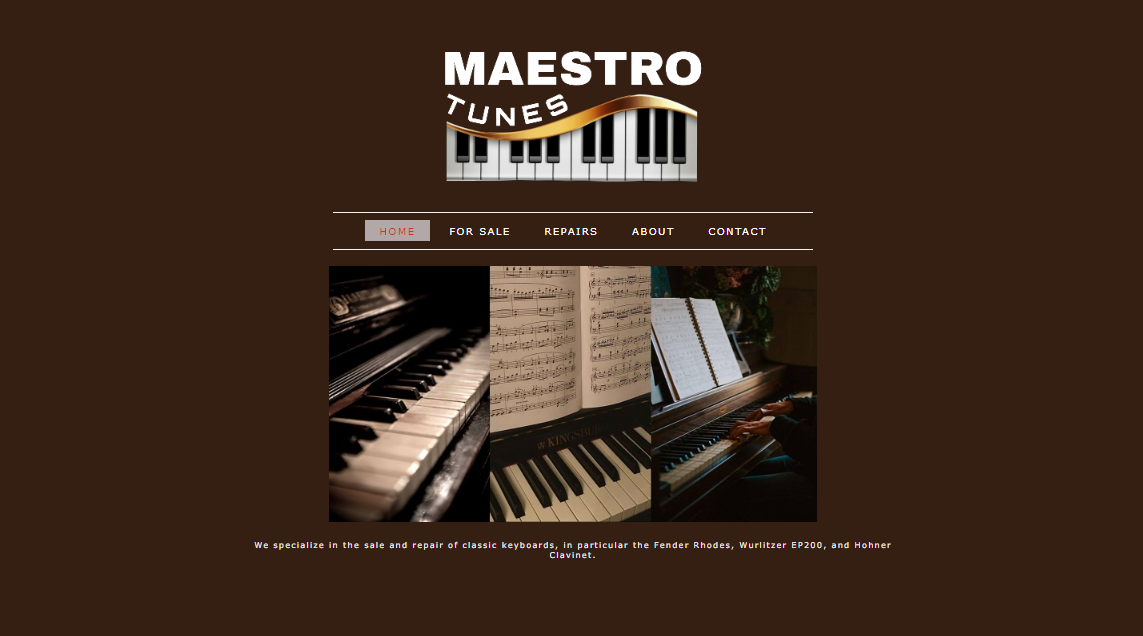 MAESTRO
TUNES
HOME FOR SALE REPAIRS ABOUT CONTACT
KINGSBU
We specialize in the sale and repair of classic keyboards, in particular the Fender Rhodes, Wurlitzer EP200, and Hohner
Clavinet.